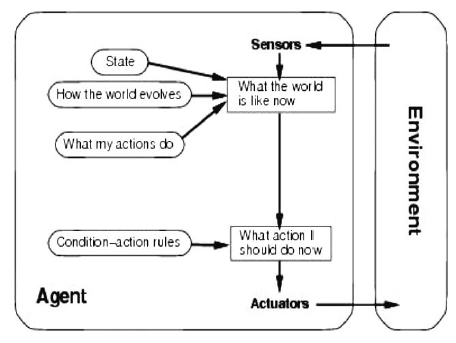 Sensors
State
How the world evolves
What the world
is like now
What my actions do
Condition-action rules
What action I
should do now
Agent
Actuators
Environment